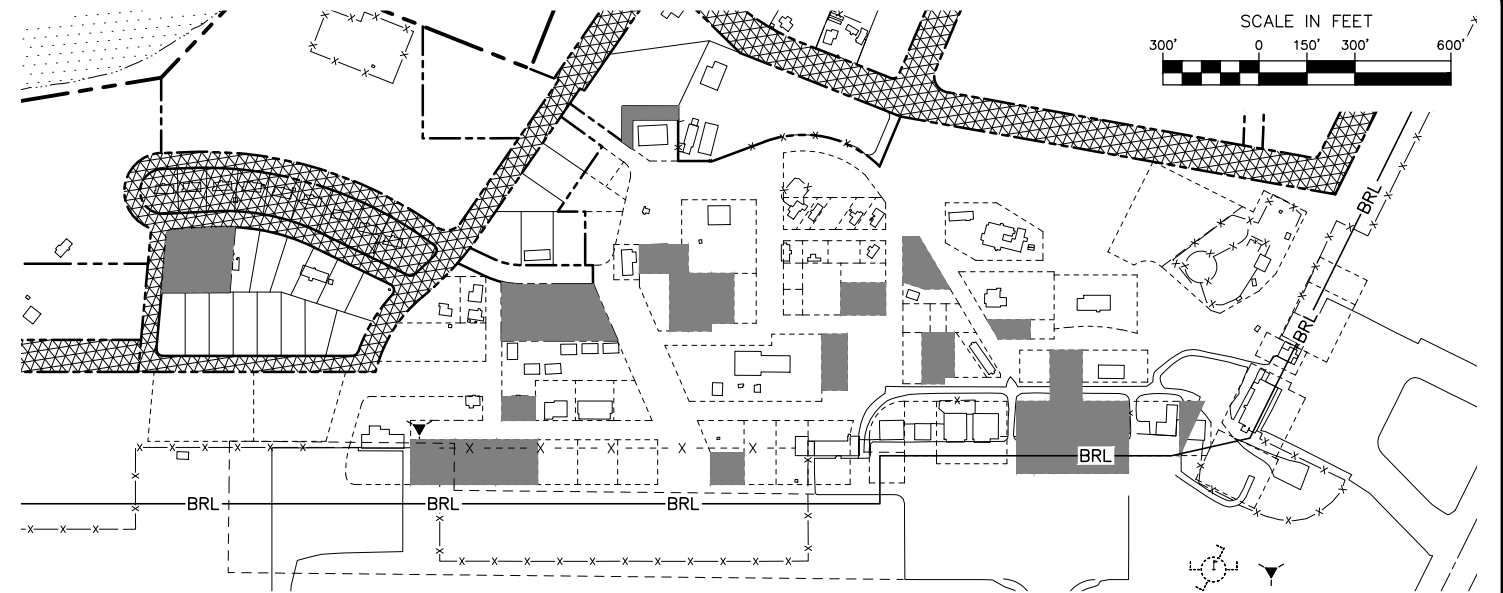 SCALE IN FEET
300' 0 150' 300' 600'
BRL
BRL
BRL
BRL BRL BRL